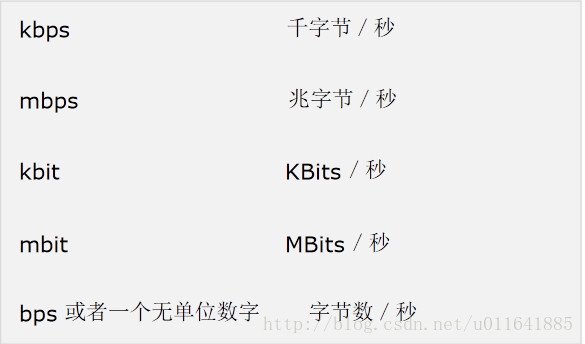 kbps 千字节 / 秒
mbps 兆字节 / 秒
kbit KBits / 秒
mbit MBits / 秒
bps 或者一个无单位数字 字节数 / 秒
http://blog.csdn.net/u011641885